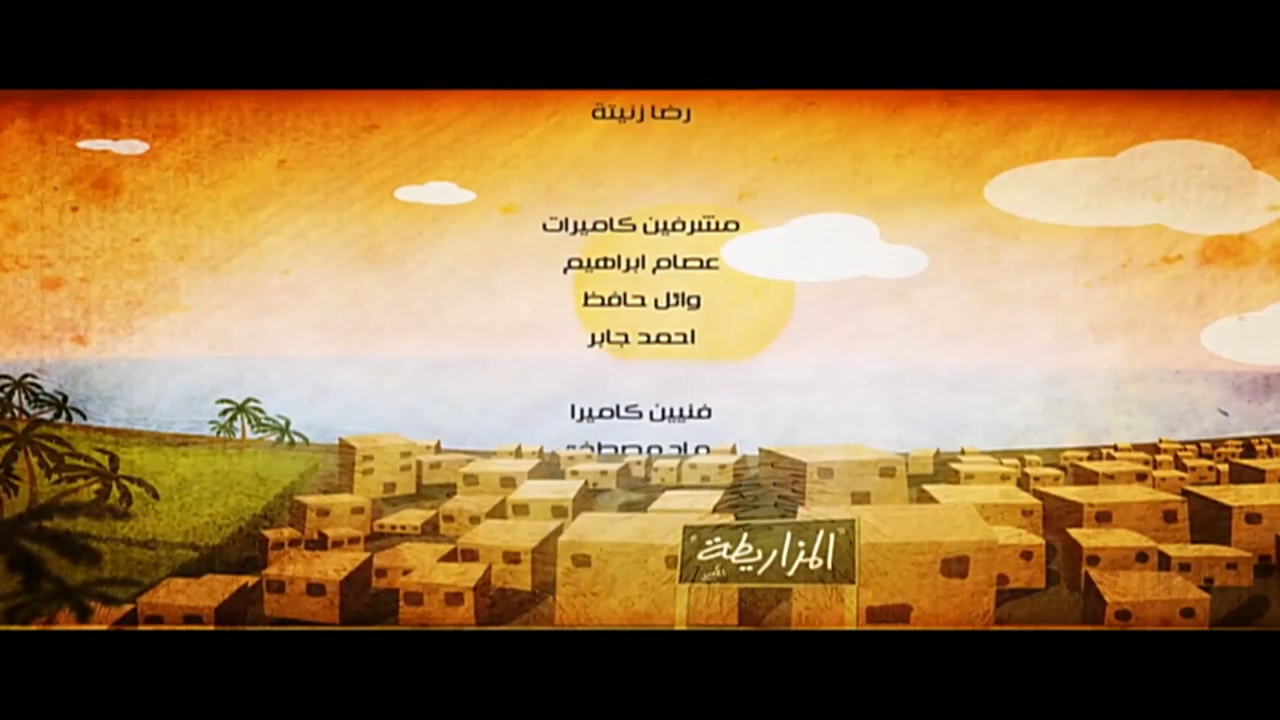 رضا زنيتة
مشرفين كاميرات
عصام ابراهيم
وائل حافظ
احمد جابر
فنيين كاميرا
"المزاريطة"